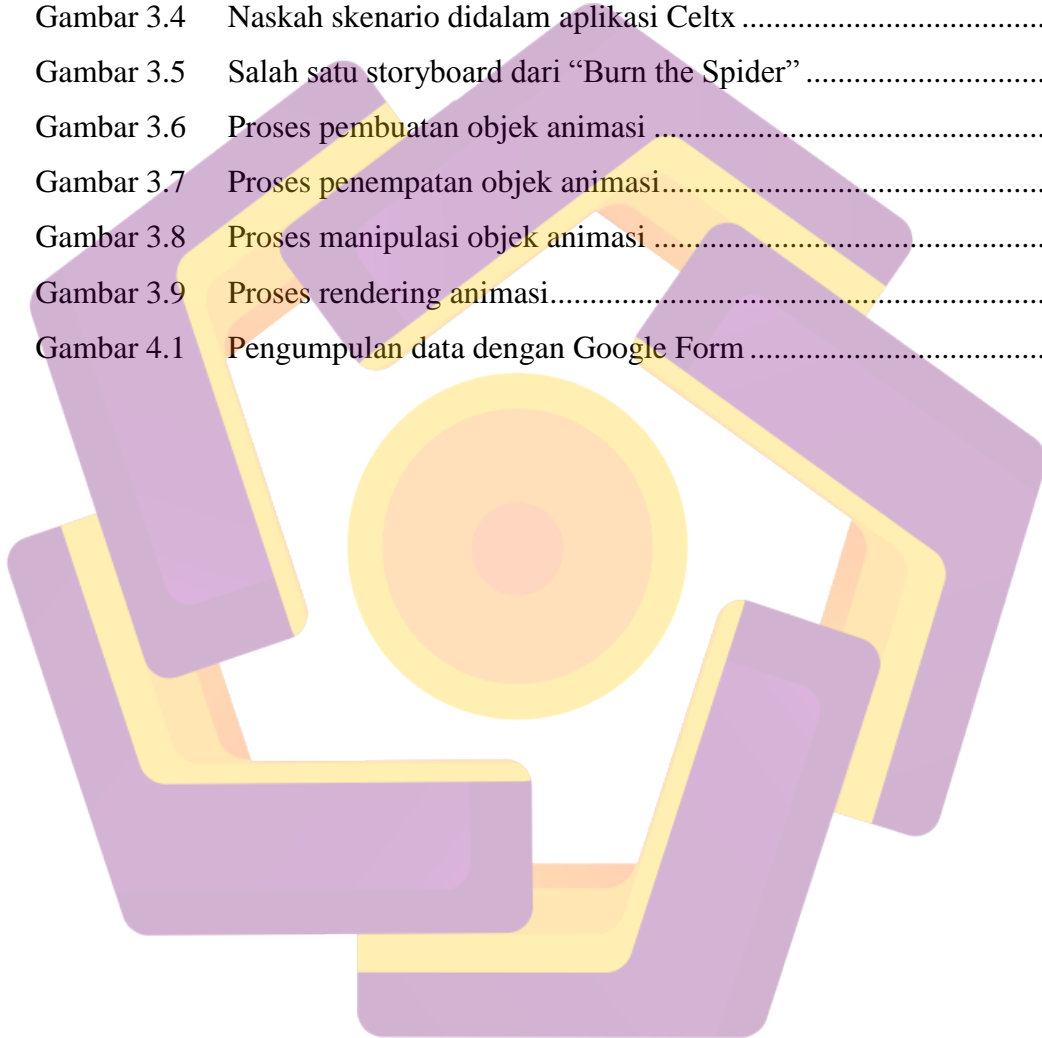 Gambar 3.4 Naskah skenario didalam aplikasi Celtx ........................................
Gambar 3.5 Salah satu storyboard dari “Burn the Spider” ................................
Gambar 3.6 Proses pembuatan objek animasi ....................................................
Gambar 3.7 Proses penempatan objek animasi...................................................
Gambar 3.8 Proses manipulasi objek animasi ....................................................
Gambar 3.9 Proses rendering animasi..................................................................
Gambar 4.1 Pengumpulan data dengan Google Form .......................................